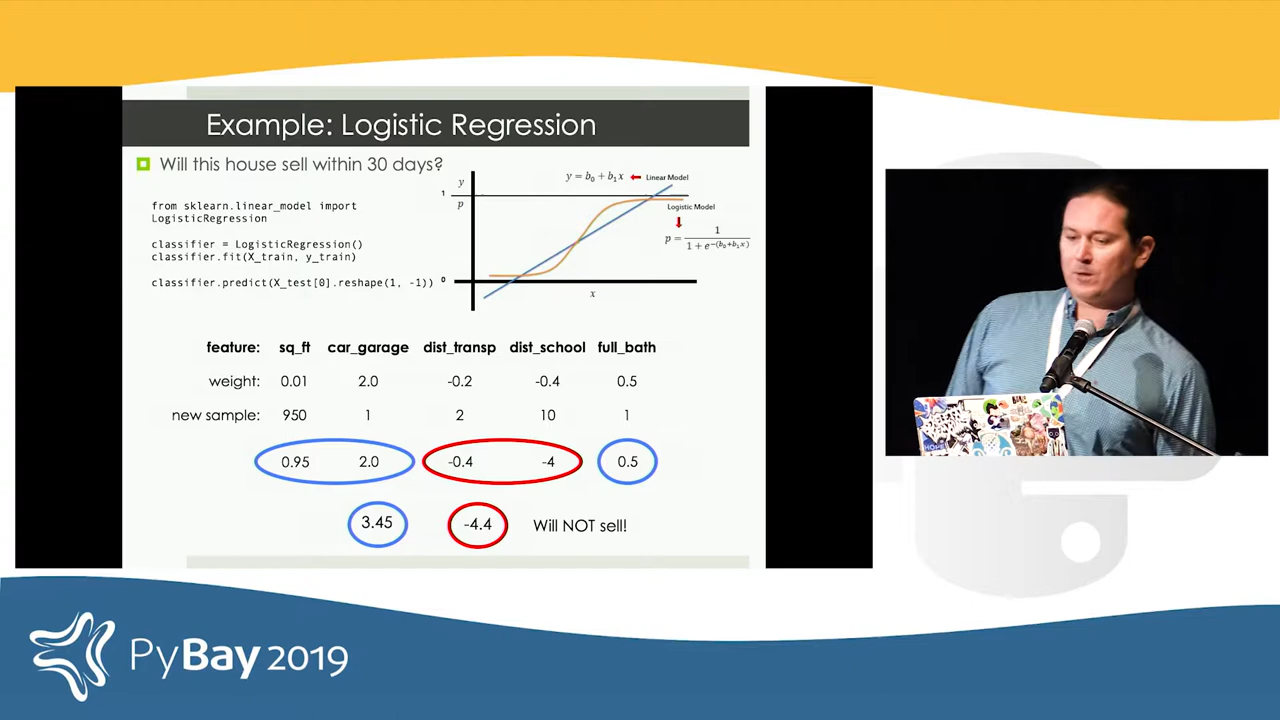 Example: Logistic Regression
Will this house sell within 30 days?
from sklearn.linear_model import
LogisticRegression
classifier = LogisticRegression()
classifier.fit(X_train, y_train)
classifier.predict(X_test[0].reshape(1, -1))
y
1
p
0
x
y = b₀ + b₁x
Linear Model
Logistic Model
p = 1 / 1 + e^-(b₀+b₁x)
feature: sq_ft car_garage dist_transp dist_school full_bath
weight: 0.01 2.0 -0.2 -0.4 0.5
new sample: 950 1 2 10 1
0.95 2.0 -0.4 -4 0.5
3.45 -4.4 Will NOT sell!
PyBay 2019